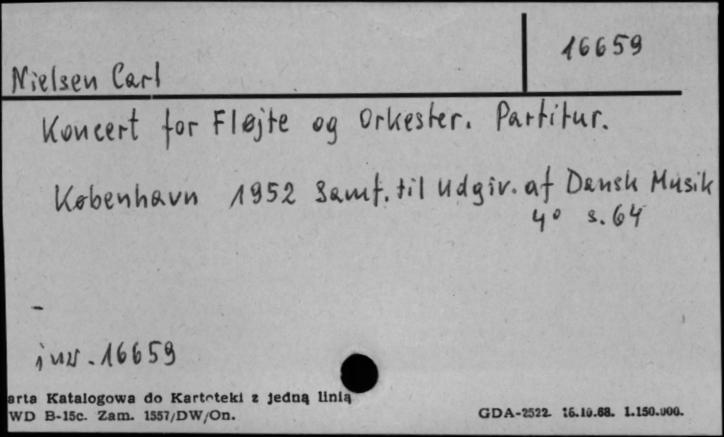 16659
Nielsen Carl
Koncert for Fløjte og Orkester. Partitur.
København 1952 Samf. til Udgiv. af Dansk Musik
4° s. 64
inw. 16659
arta Katalogowa do Kartoteki z jedną linią
WD B-15c. Zam. 1557/DW/On.
GDA-2522. 16.10.68. 1.150.000.